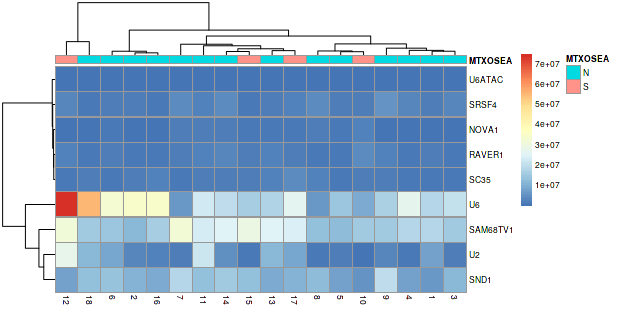 MTXOSEA
U6ATAC
SRSF4
NOVA1
RAVER1
SC35
U6
SAM68TV1
U2
SND1
12 18 6 2 16 7 11 14 15 13 17 8 5 10 9 4 1 3
7e+07
6e+07
5e+07
4e+07
3e+07
2e+07
1e+07
MTXOSEA
N
S